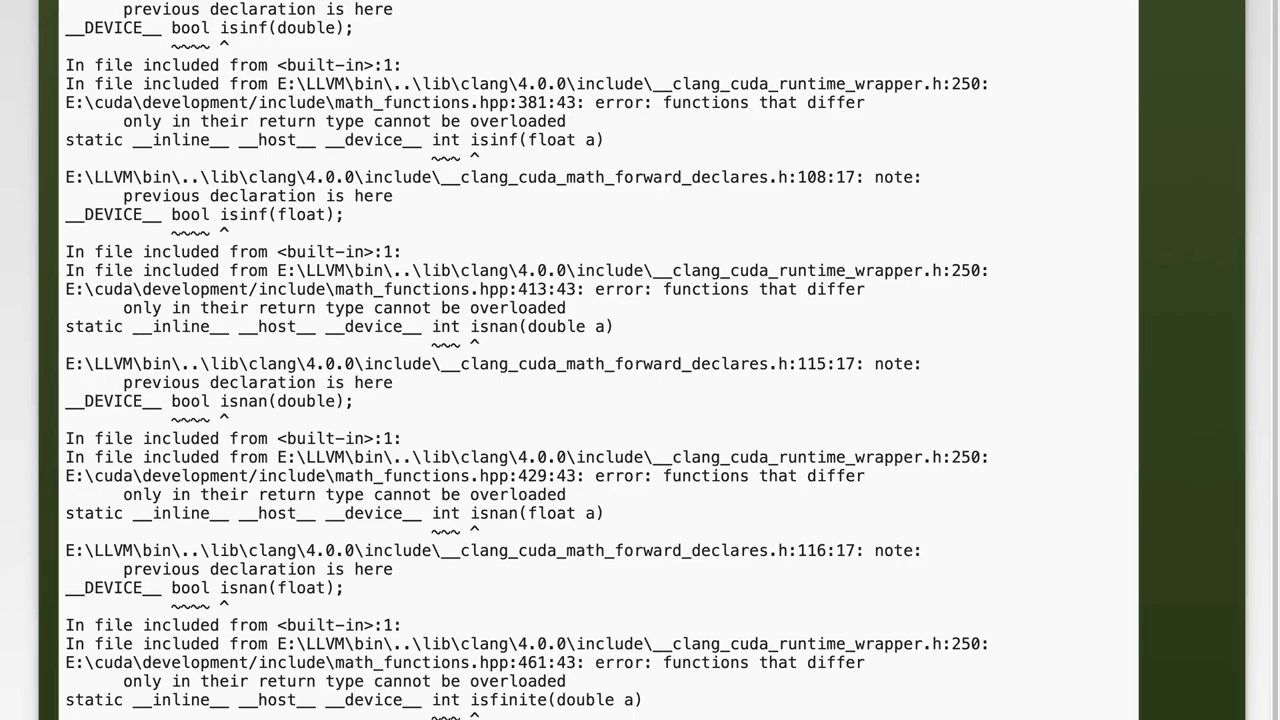 previous declaration is here
__DEVICE__ bool isinf(double);
~~~~ ^
In file included from <built-in>:1:
In file included from E:\LLVM\bin\..\lib\clang\4.0.0\include\__clang_cuda_runtime_wrapper.h:250:
E:\cuda\development/include\math_functions.hpp:381:43: error: functions that differ
only in their return type cannot be overloaded
static __inline__ __host__ __device__ int isinf(float a)
~~~ ^
E:\LLVM\bin\..\lib\clang\4.0.0\include\__clang_cuda_math_forward_declares.h:108:17: note:
previous declaration is here
__DEVICE__ bool isinf(float);
~~~~ ^
In file included from <built-in>:1:
In file included from E:\LLVM\bin\..\lib\clang\4.0.0\include\__clang_cuda_runtime_wrapper.h:250:
E:\cuda\development/include\math_functions.hpp:413:43: error: functions that differ
only in their return type cannot be overloaded
static __inline__ __host__ __device__ int isnan(double a)
~~~ ^
E:\LLVM\bin\..\lib\clang\4.0.0\include\__clang_cuda_math_forward_declares.h:115:17: note:
previous declaration is here
__DEVICE__ bool isnan(double);
~~~~ ^
In file included from <built-in>:1:
In file included from E:\LLVM\bin\..\lib\clang\4.0.0\include\__clang_cuda_runtime_wrapper.h:250:
E:\cuda\development/include\math_functions.hpp:429:43: error: functions that differ
only in their return type cannot be overloaded
static __inline__ __host__ __device__ int isnan(float a)
~~~ ^
E:\LLVM\bin\..\lib\clang\4.0.0\include\__clang_cuda_math_forward_declares.h:116:17: note:
previous declaration is here
__DEVICE__ bool isnan(float);
~~~~ ^
In file included from <built-in>:1:
In file included from E:\LLVM\bin\..\lib\clang\4.0.0\include\__clang_cuda_runtime_wrapper.h:250:
E:\cuda\development/include\math_functions.hpp:461:43: error: functions that differ
only in their return type cannot be overloaded
static __inline__ __host__ __device__ int isfinite(double a)
~~~ ^